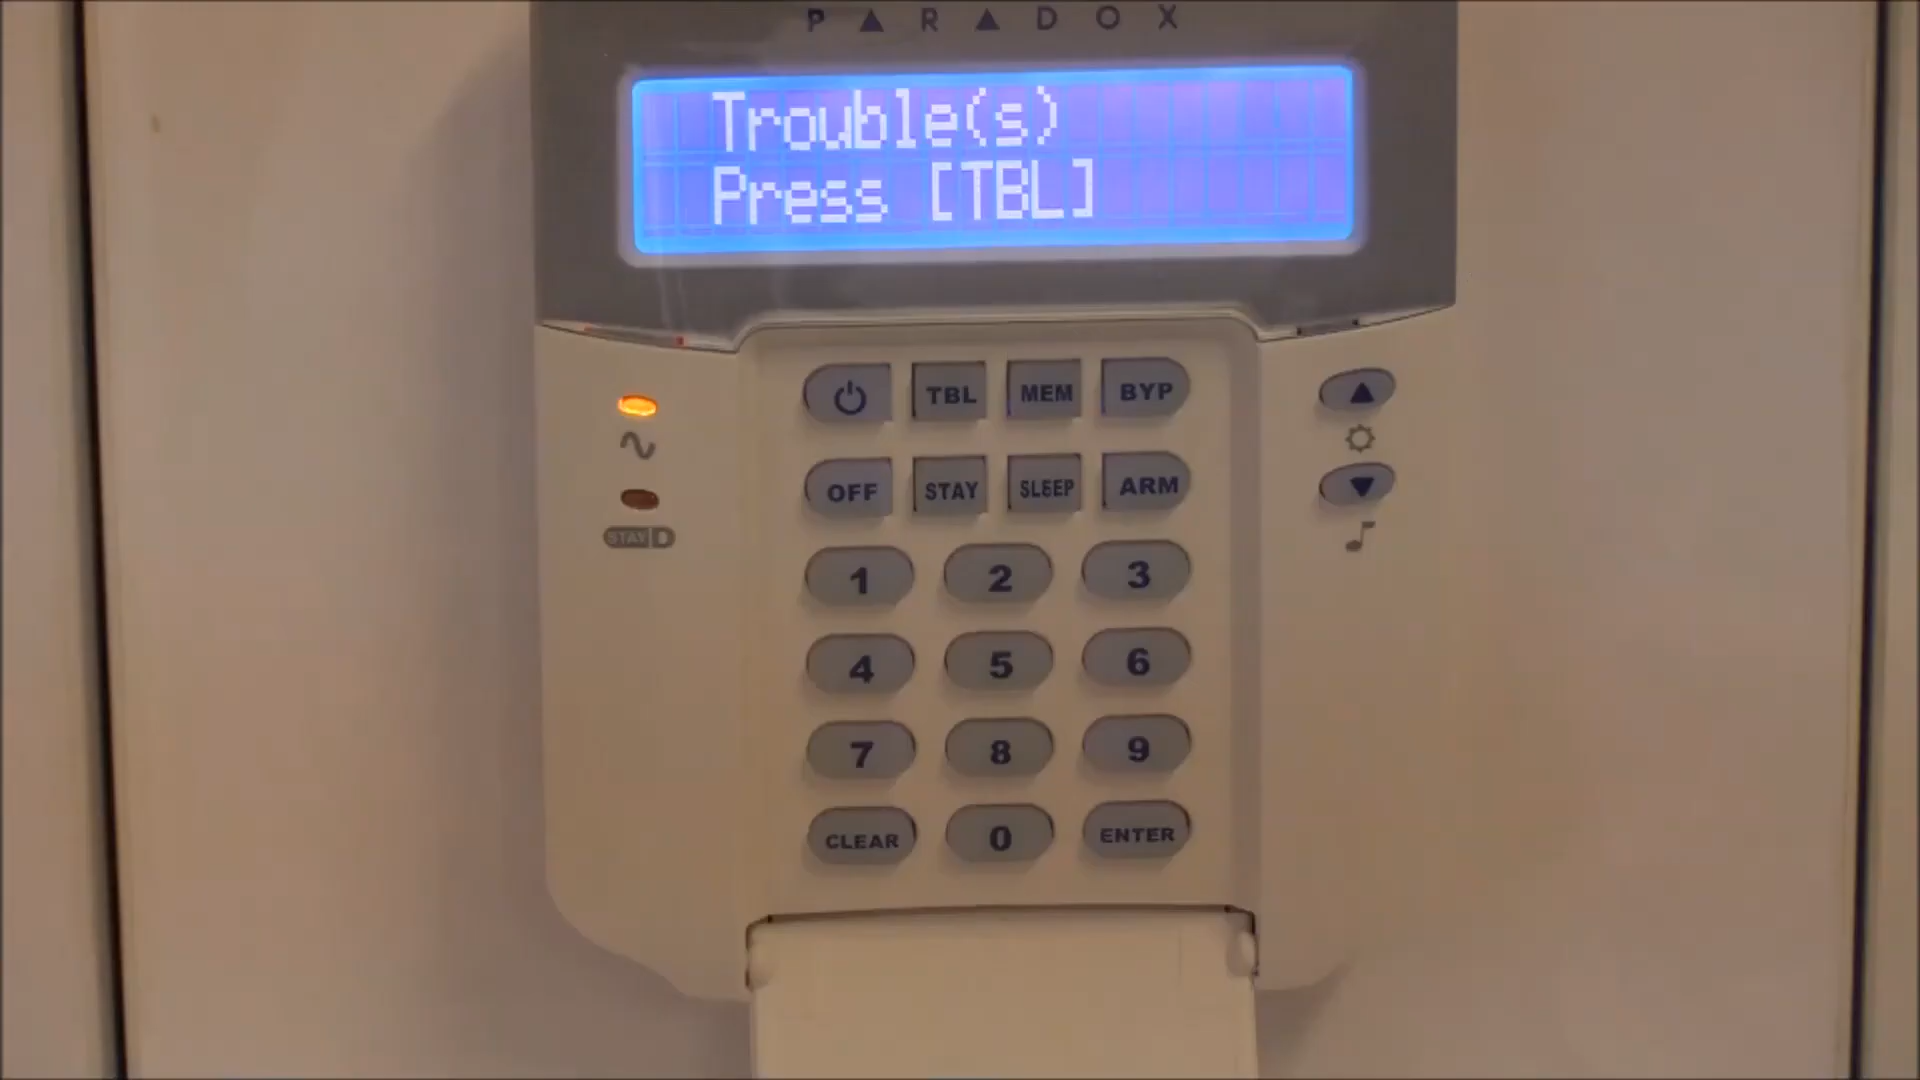 PARADOX
Trouble(s)
Press [TBL]
TBL MEM BYP
OFF STAY SLEEP ARM
STAY D
1 2 3
4 5 6
7 8 9
CLEAR 0 ENTER